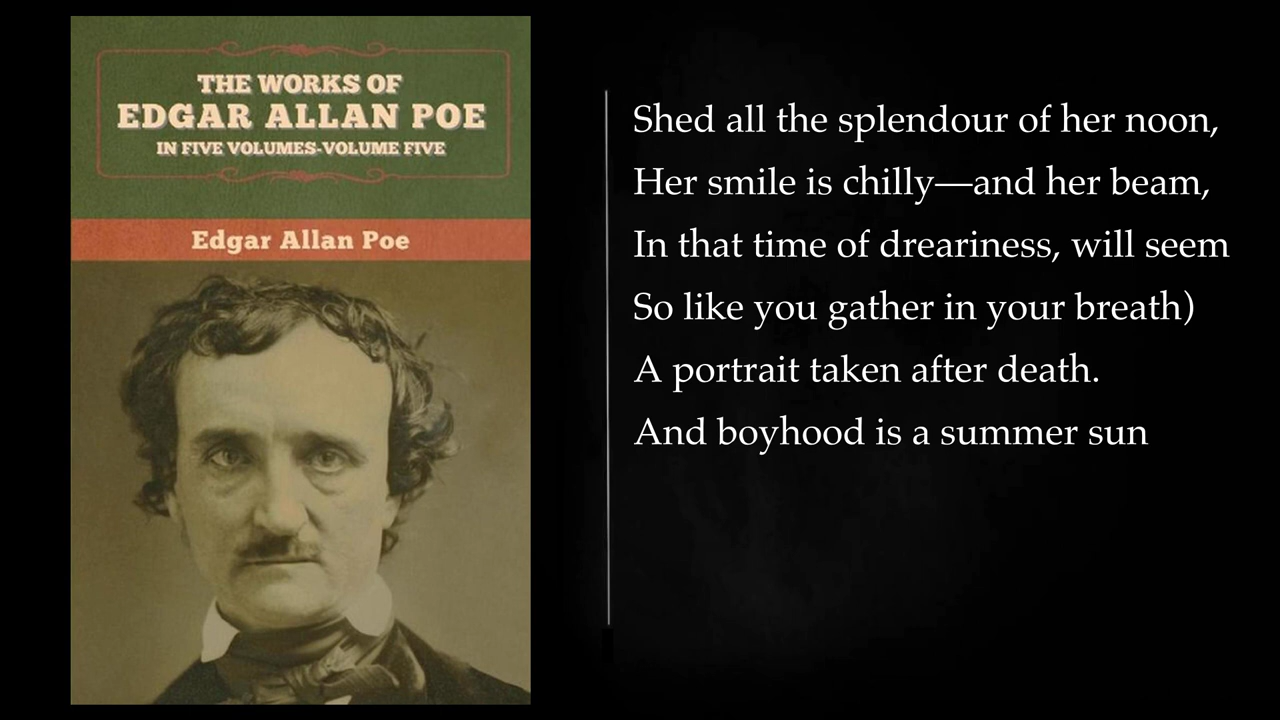 THE WORKS OF
EDGAR ALLAN POE
IN FIVE VOLUMES-VOLUME FIVE
Edgar Allan Poe
Shed all the splendour of her noon,
Her smile is chilly—and her beam,
In that time of dreariness, will seem
So like you gather in your breath)
A portrait taken after death.
And boyhood is a summer sun